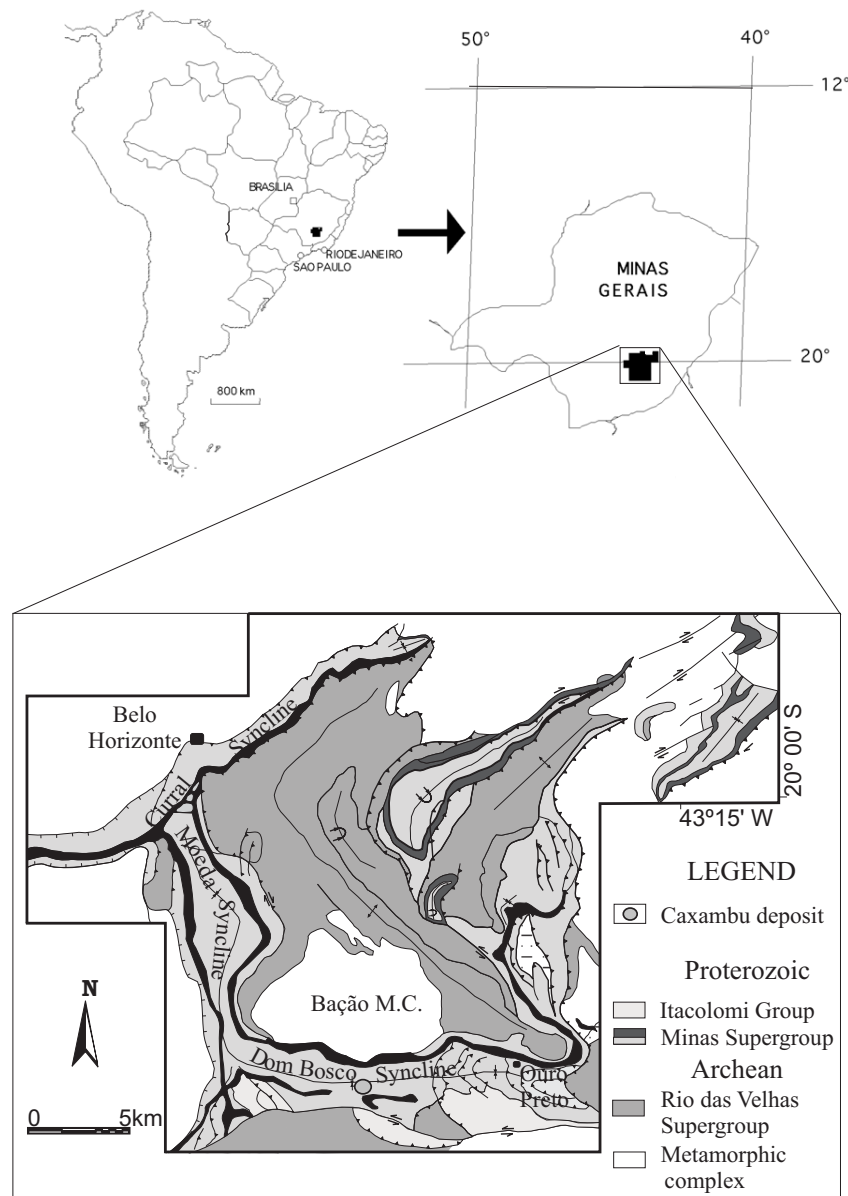 50°
40°
12°
BRASILIA
RIODEJANEIRO
SAO PAULO
MINAS
GERAIS
20°
800 km
Belo
Horizonte
Curral
Syncline
Moeda
Syncline
Bação M.C.
Dom Bosco
Syncline
Ouro
Preto
N
0
5km
20° 00' S
43°15' W
LEGEND
Caxambu deposit
Proterozoic
Itacolomi Group
Minas Supergroup
Archean
Rio das Velhas
Supergroup
Metamorphic
complex